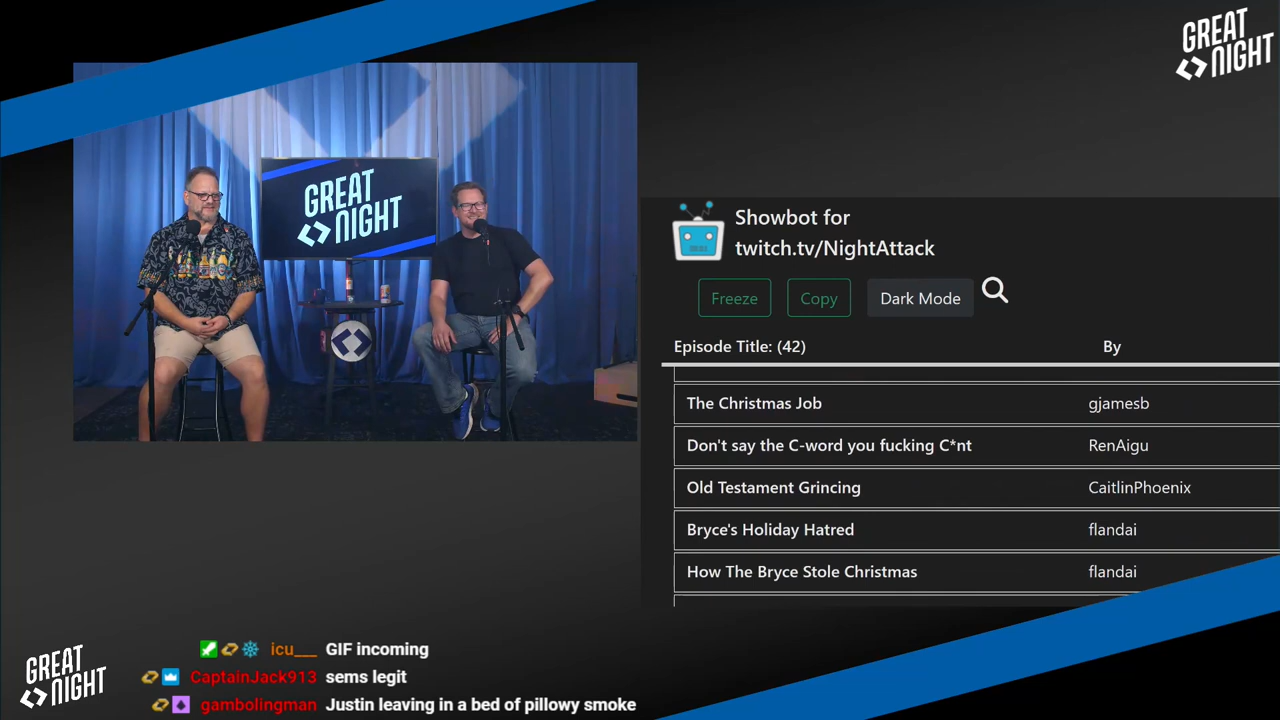 GREAT
NIGHT
GREAT
NIGHT
Showbot for
twitch.tv/NightAttack
Freeze
Copy
Dark Mode
Episode Title: (42)
By
The Christmas Job
gjamesb
Don't say the C-word you fucking C*nt
RenAigu
Old Testament Grincing
CaitlinPhoenix
Bryce's Holiday Hatred
flandai
How The Bryce Stole Christmas
flandai
icu___ GIF incoming
CaptainJack913 sems legit
gambolingman Justin leaving in a bed of pillowy smoke
GREAT
NIGHT